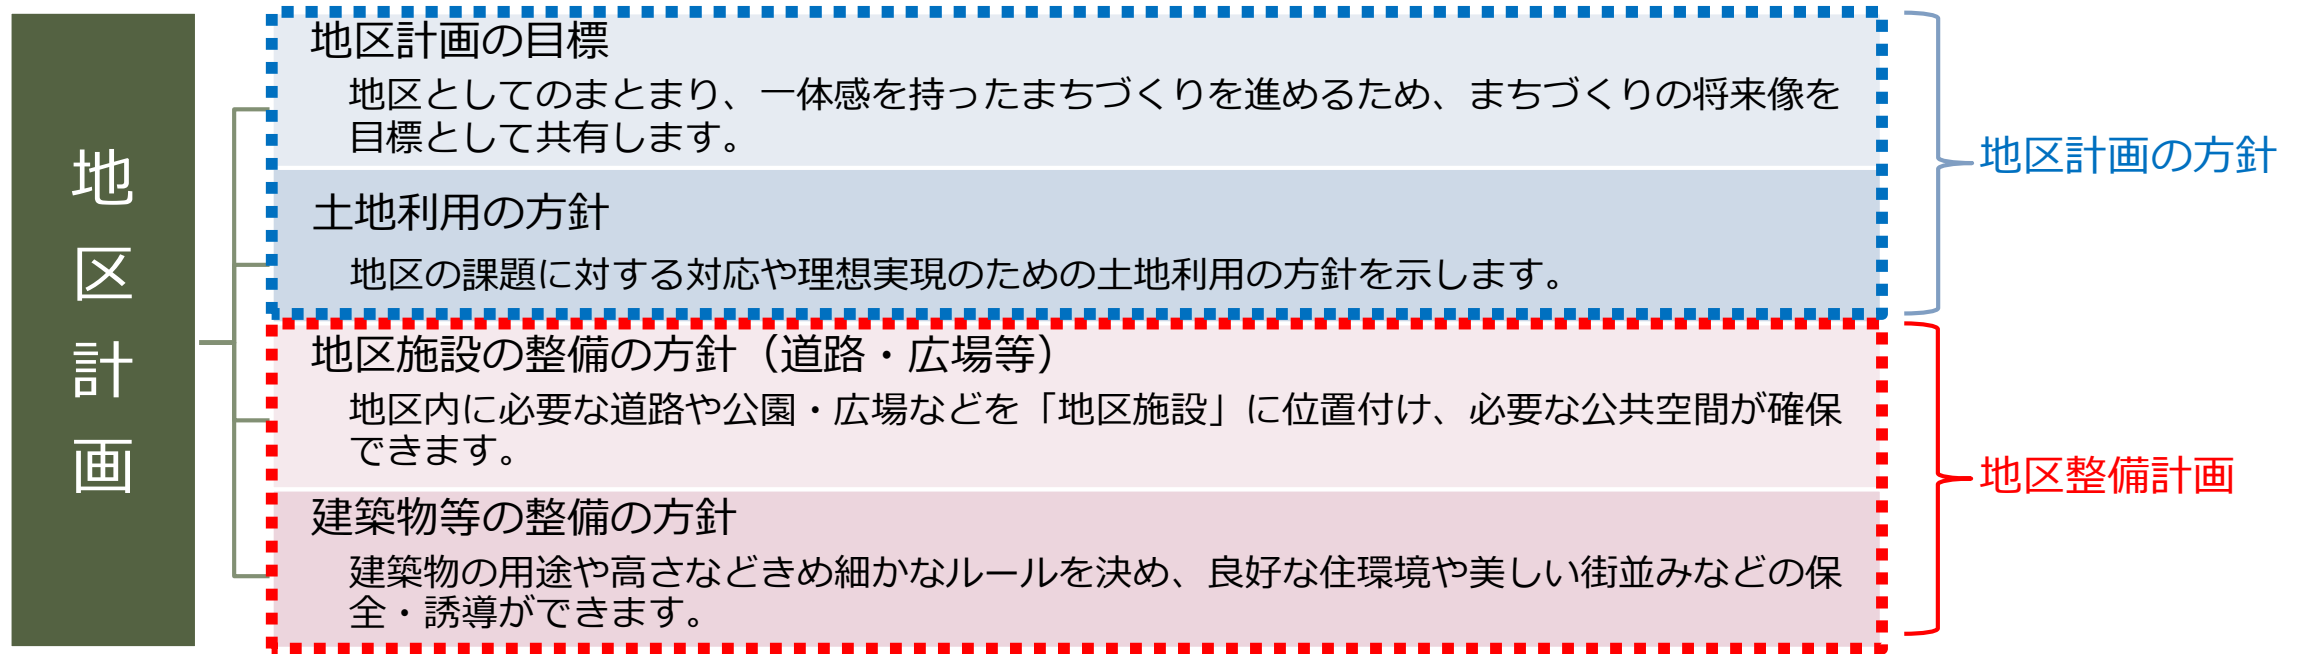 地区計画
地区計画の目標
地区としてのまとまり、一体感を持ったまちづくりを進めるため、まちづくりの将来像を
目標として共有します。
土地利用の方針
地区の課題に対する対応や理想実現のための土地利用の方針を示します。
地区計画の方針
地区施設の整備の方針（道路・広場等）
地区内に必要な道路や公園・広場などを「地区施設」に位置付け、必要な公共空間が確保
できます。
建築物等の整備の方針
建築物の用途や高さなどきめ細かなルールを決め、良好な住環境や美しい街並みなどの保
全・誘導ができます。
地区整備計画